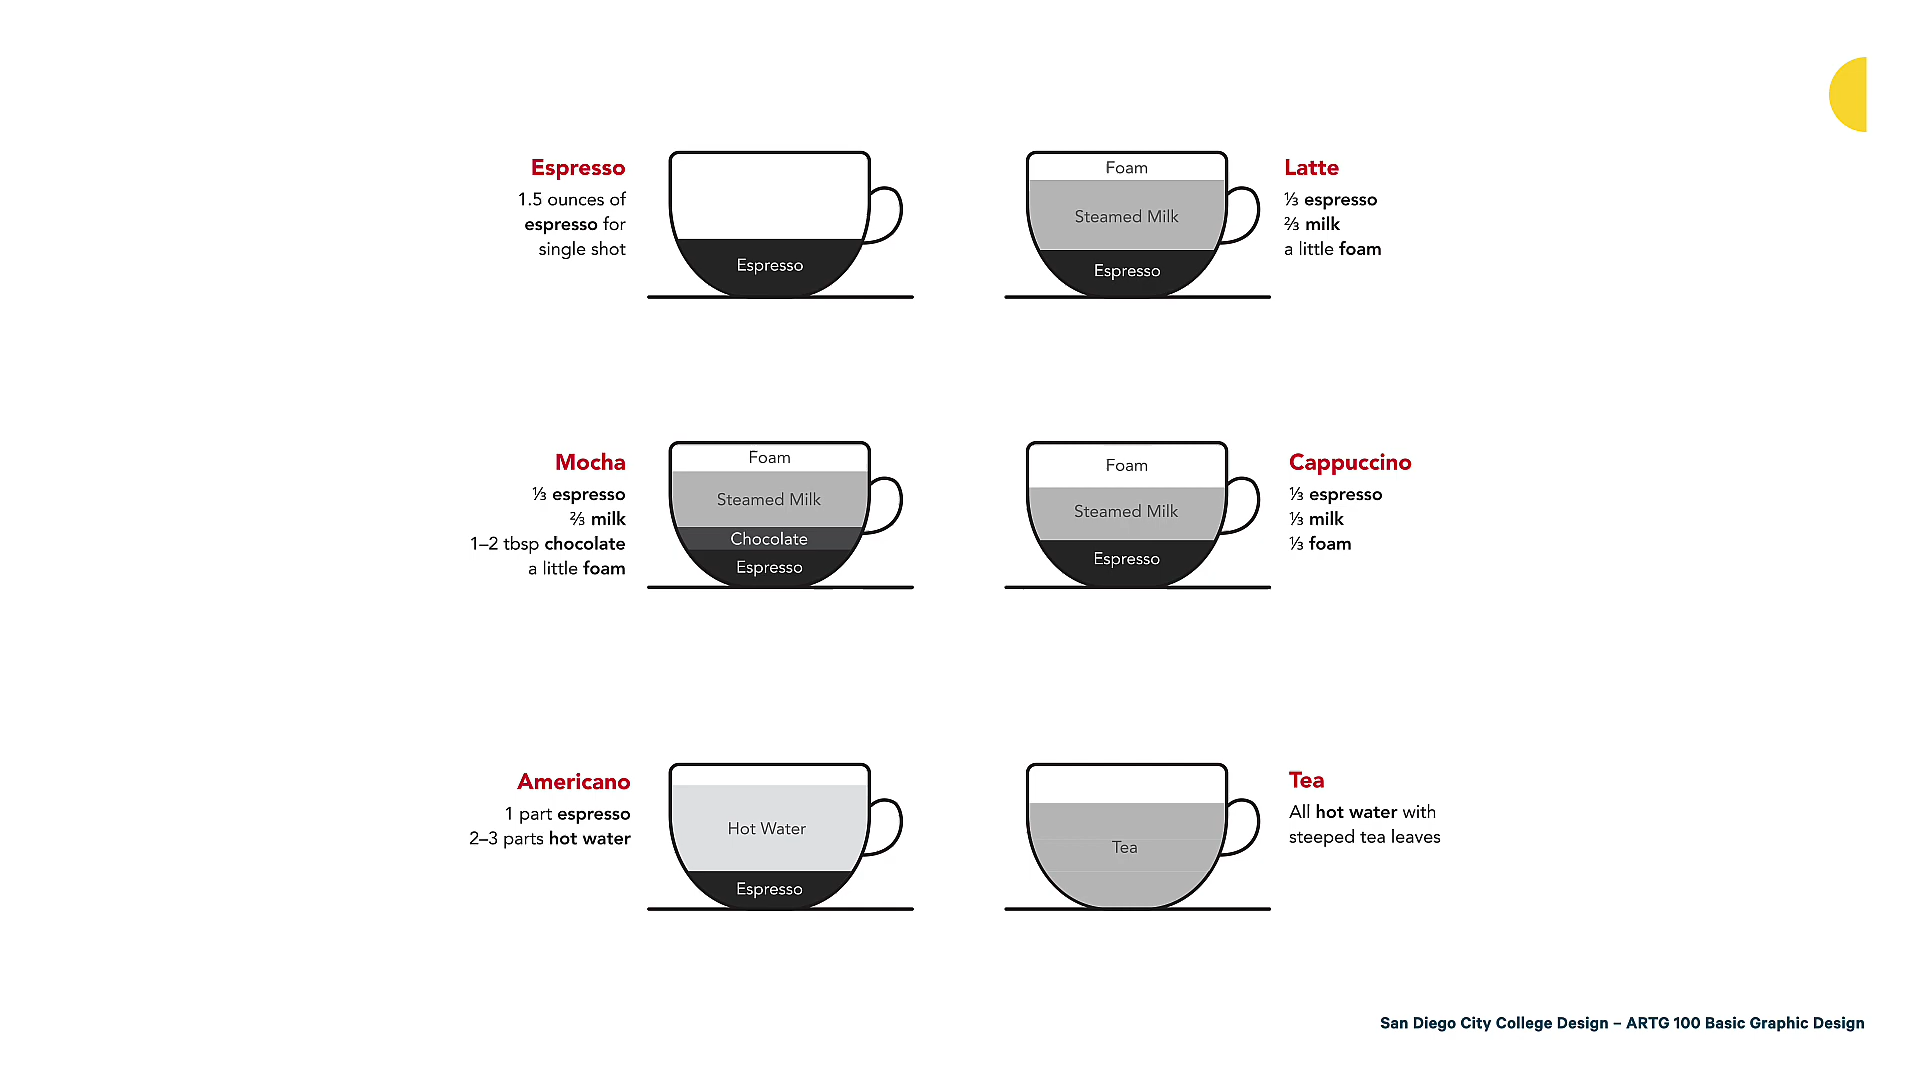 Espresso
1.5 ounces of
espresso for
single shot
Espresso
Foam
Steamed Milk
Espresso
Latte
⅓ espresso
⅔ milk
a little foam
Mocha
⅓ espresso
⅔ milk
1–2 tbsp chocolate
a little foam
Foam
Steamed Milk
Chocolate
Espresso
Foam
Steamed Milk
Espresso
Cappuccino
⅓ espresso
⅓ milk
⅓ foam
Americano
1 part espresso
2–3 parts hot water
Hot Water
Espresso
Tea
Tea
All hot water with
steeped tea leaves
San Diego City College Design – ARTG 100 Basic Graphic Design